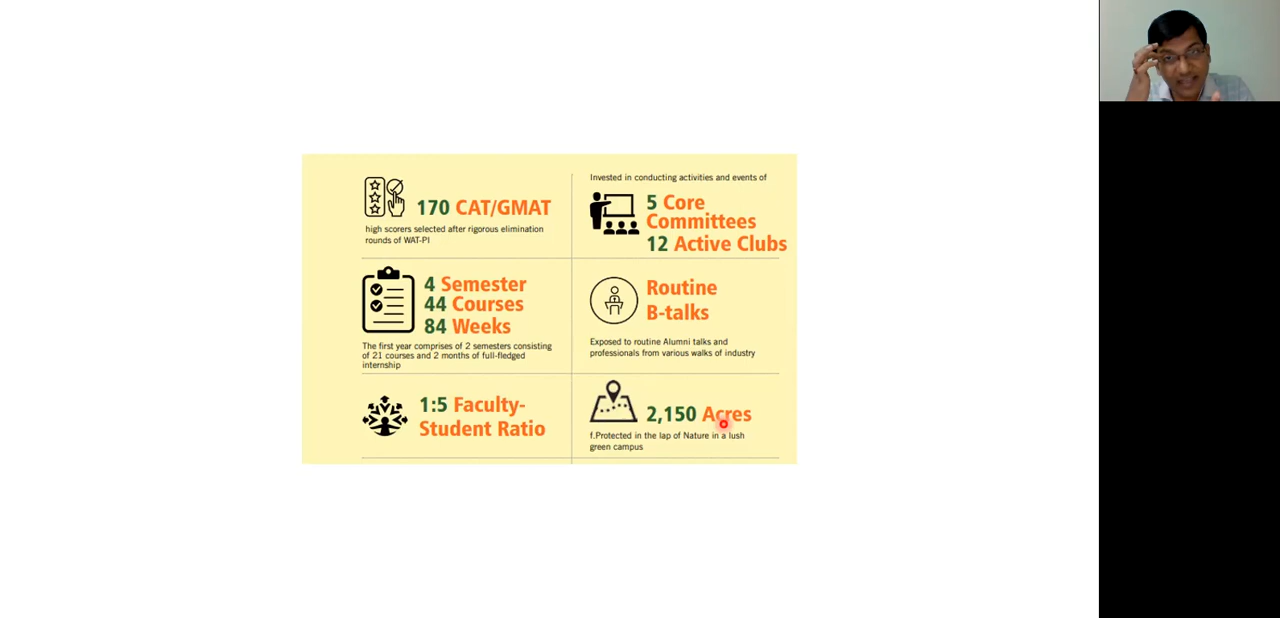 170 CAT/GMAT
high scorers selected after rigorous elimination
rounds of WAT-PI
Invested in conducting activities and events of
5 Core
Committees
12 Active Clubs
4 Semester
44 Courses
84 Weeks
The first year comprises of 2 semesters consisting
of 21 courses and 2 months of full-fledged
internship
Routine
B-talks
Exposed to routine Alumni talks and
professionals from various walks of industry
1:5 Faculty-
Student Ratio
2,150 Acres
f.Protected in the lap of Nature in a lush
green campus